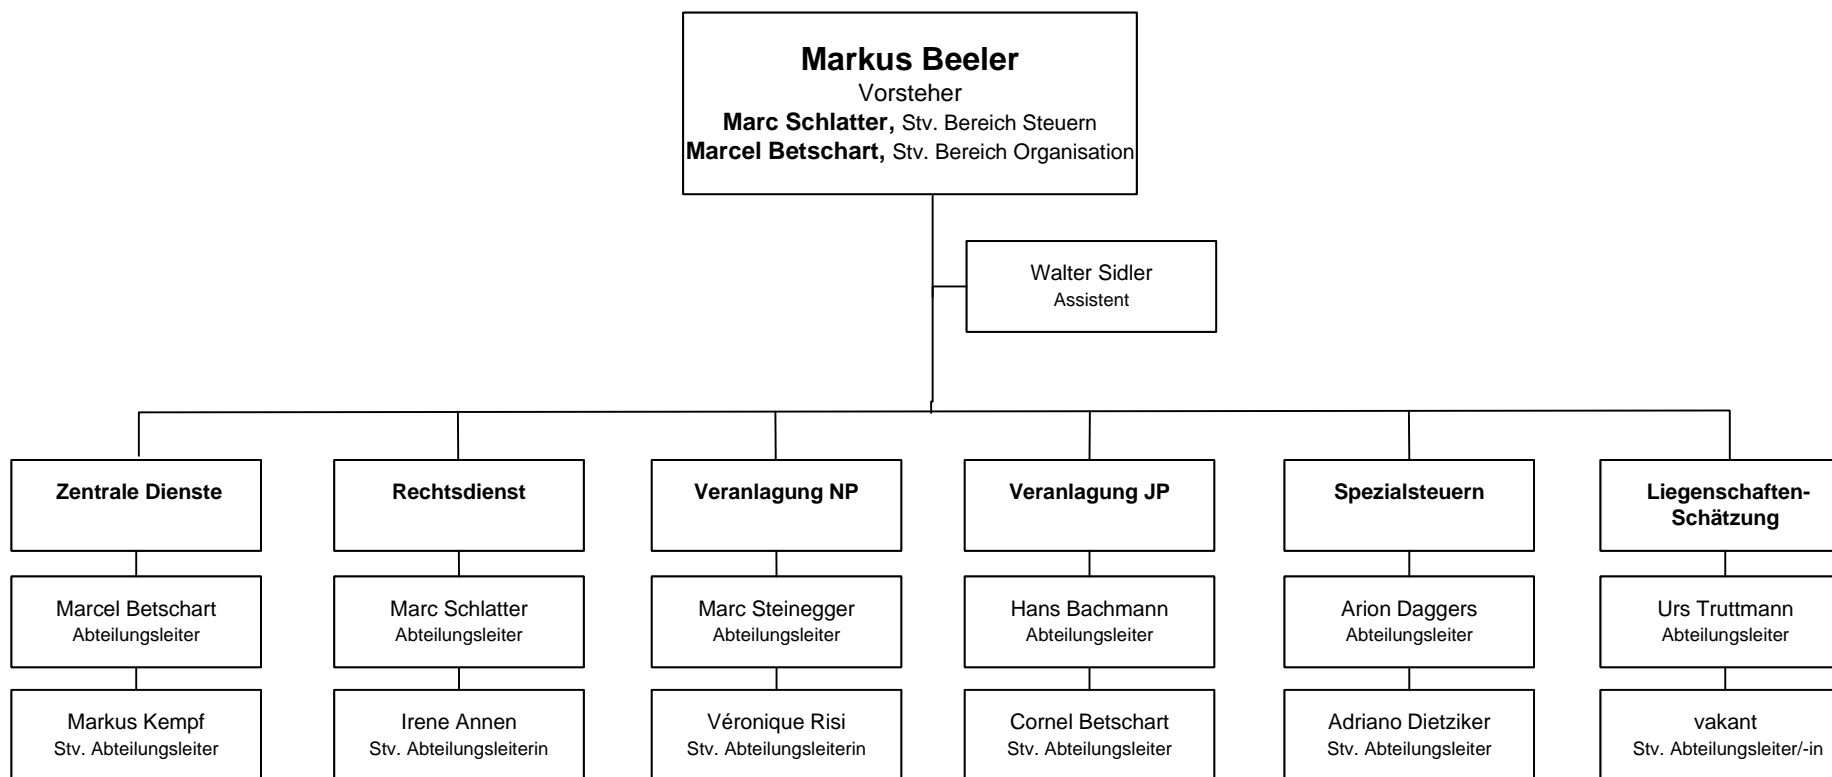 Markus Beeler
Vorsteher
Marc Schlatter, Stv. Bereich Steuern
Marcel Betschart, Stv. Bereich Organisation
Walter Sidler
Assistent
Zentrale Dienste
Rechtsdienst
Veranlagung NP
Veranlagung JP
Spezialsteuern
Liegenschaften-
Schätzung
Marcel Betschart
Abteilungsleiter
Marc Schlatter
Abteilungsleiter
Marc Steinegger
Abteilungsleiter
Hans Bachmann
Abteilungsleiter
Arion Daggers
Abteilungsleiter
Urs Truttmann
Abteilungsleiter
Markus Kempf
Stv. Abteilungsleiter
Irene Annen
Stv. Abteilungsleiterin
Véronique Risi
Stv. Abteilungsleiterin
Cornel Betschart
Stv. Abteilungsleiter
Adriano Dietziker
Stv. Abteilungsleiter
vakant
Stv. Abteilungsleiter/-in